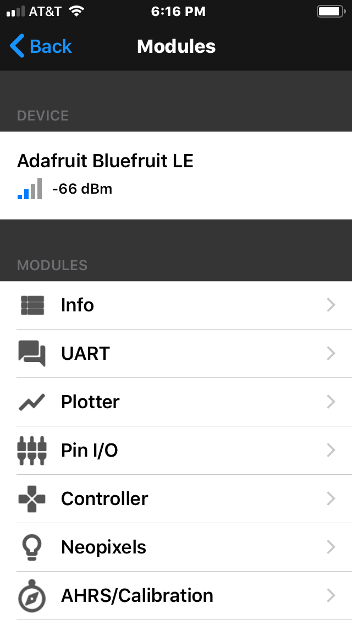 AT&T 6:16 PM
Back Modules
DEVICE
Adafruit Bluefruit LE
-66 dBm
MODULES
Info
UART
Plotter
Pin I/O
Controller
Neopixels
AHRS/Calibration